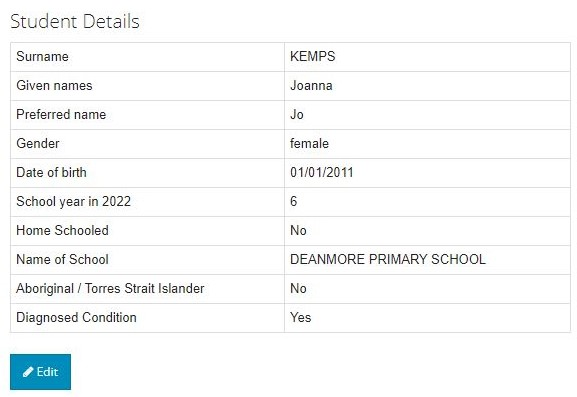 Student Details
Surname KEMPS
Given names Joanna
Preferred name Jo
Gender female
Date of birth 01/01/2011
School year in 2022 6
Home Schooled No
Name of School DEANMORE PRIMARY SCHOOL
Aboriginal / Torres Strait Islander No
Diagnosed Condition Yes
Edit